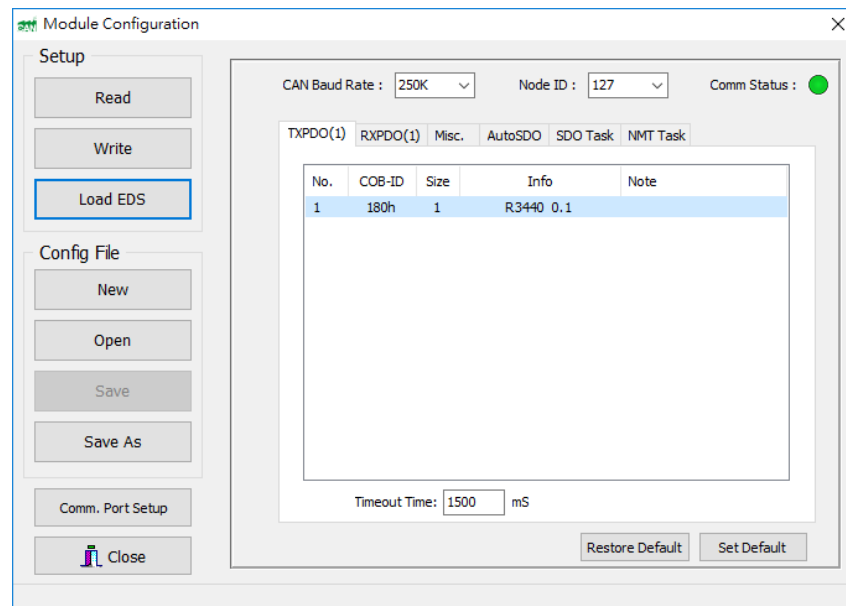 CAN Module Configuration
Setup
Read
Write
Load EDS
Config File
New
Open
Save
Save As
Comm. Port Setup
Close
CAN Baud Rate : 250K Node ID : 127 Comm Status :
TXPDO(1) RXPDO(1) Misc. AutoSDO SDO Task NMT Task
No. COB-ID Size Info Note
1 180h 1 R3440 0.1
Timeout Time: 1500 mS
Restore Default Set Default